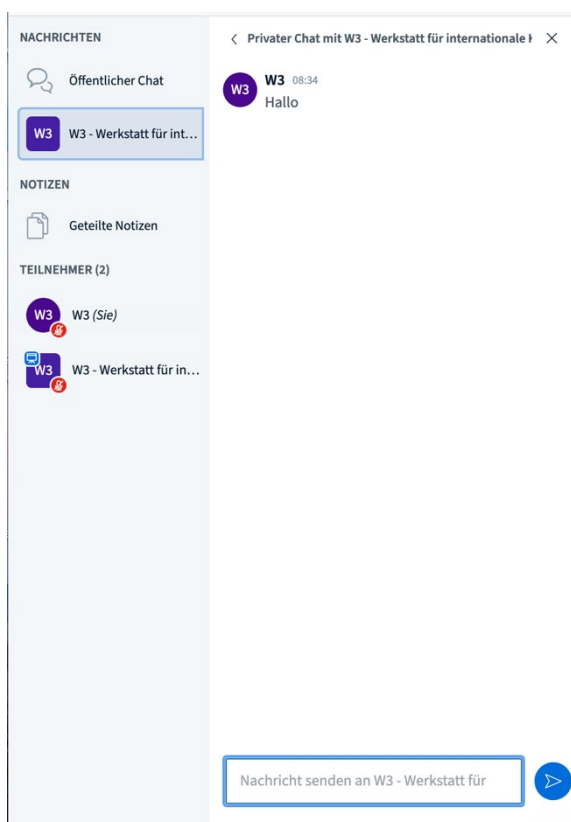 NACHRICHTEN
Öffentlicher Chat
W3 W3 - Werkstatt für int...
NOTIZEN
Geteilte Notizen
TEILNEHMER (2)
W3 W3 (Sie)
W3 W3 - Werkstatt für in...
Privater Chat mit W3 - Werkstatt für internationale
W3 W3 08:34
Hallo
Nachricht senden an W3 - Werkstatt für